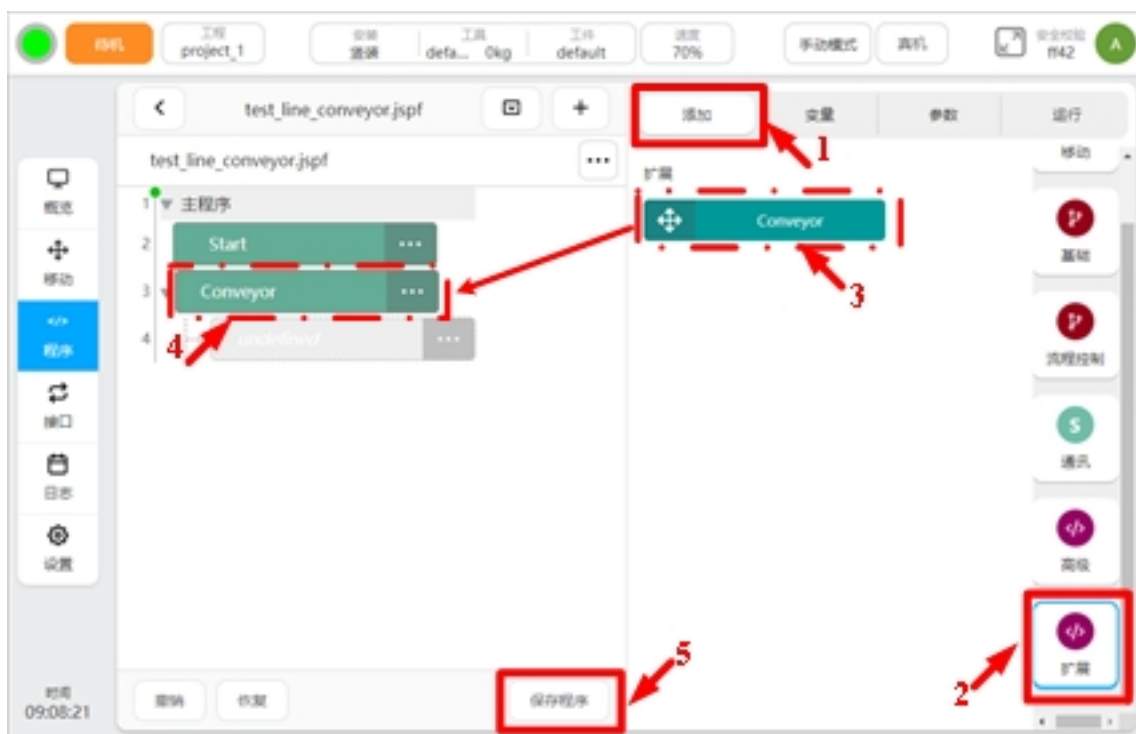 待机
工程
project_1
安装
竖装
工具
defa... 0kg
工件
default
速度
70%
手动模式
真机
安全校验
ff42
A
test_line_conveyor.jspf
+
添加
变量
参数
运行
1
test_line_conveyor.jspf
...
扩展
移动
概览
1 主程序
Conveyor
2 Start ...
基础
移动
3 Conveyor ...
3
4
4 undefined ...
程序
流程控制
接口
S
通讯
日志
高级
设置
扩展
2
5
时间
09:08:21
撤销
恢复
保存程序